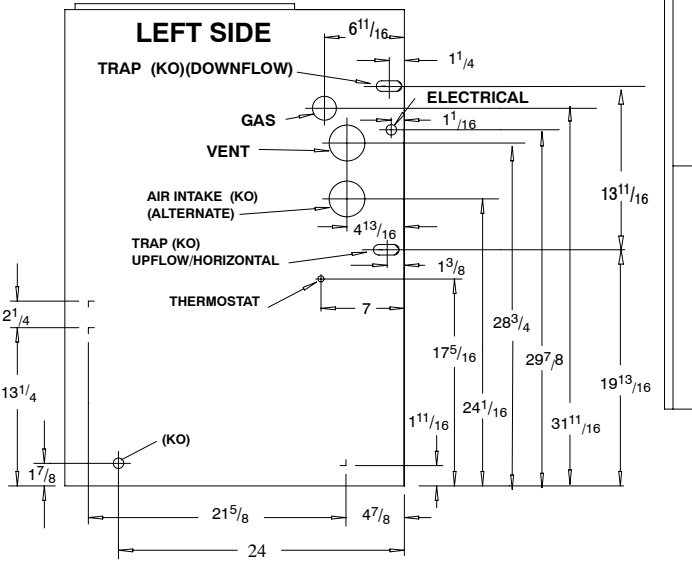 LEFT SIDE
6 11/16
TRAP (KO)(DOWNFLOW)
1 1/4
ELECTRICAL
GAS
1 1/16
VENT
AIR INTAKE (KO)
(ALTERNATE)
13 11/16
4 13/16
TRAP (KO)
UPFLOW/HORIZONTAL
1 3/8
THERMOSTAT
7
2 1/4
28 3/4
17 5/16
29 7/8
13 1/4
19 13/16
24 1/16
1 11/16
31 11/16
(KO)
1 7/8
21 5/8
4 7/8
24